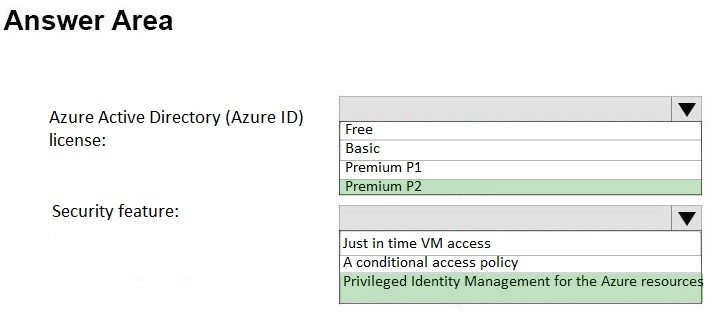 Answer Area
Azure Active Directory (Azure ID)
license:
Free
Basic
Premium P1
Premium P2
Security feature:
Just in time VM access
A conditional access policy
Privileged Identity Management for the Azure resources